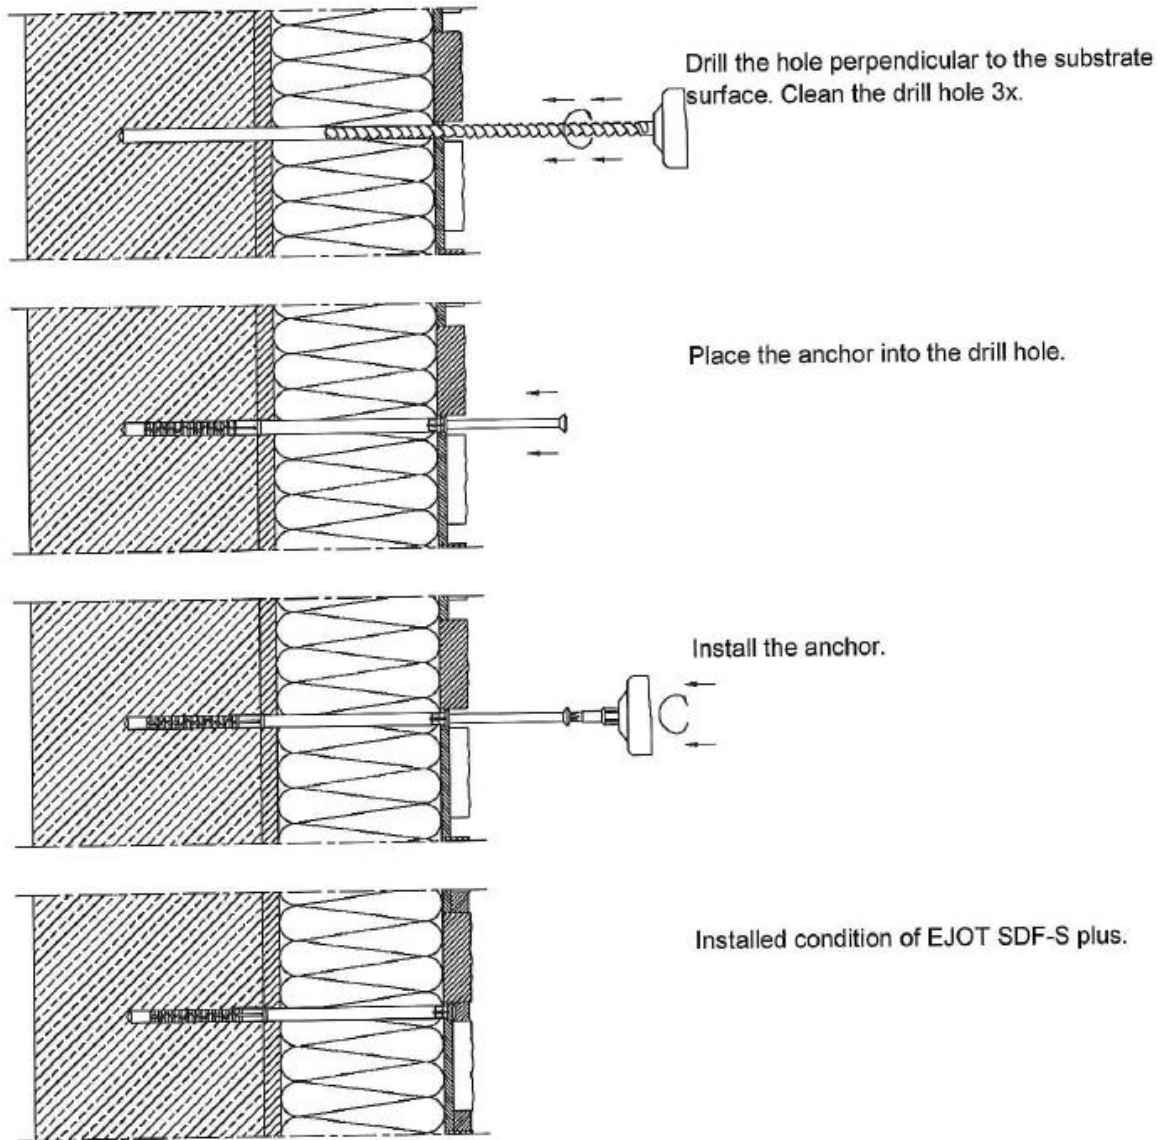 Drill the hole perpendicular to the substrate
surface. Clean the drill hole 3x.
Place the anchor into the drill hole.
Install the anchor.
Installed condition of EJOT SDF-S plus.